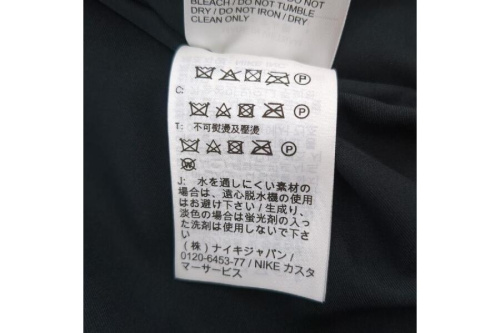 BLEACH / DO NOT TUMBLE
DRY / DO NOT IRON / DRY
CLEAN ONLY
P
C:
P
T: 不可熨燙及壓燙
P
W
J: 水を通しにくい素材の
場合は、遠心脱水機の使用
はお避け下さい / 生成り、
淡色の場合は蛍光剤の入っ
た洗剤は使用しないで下さ
い
(株) ナイキジャパン /
0120-6453-77 / NIKE カスタ
マーサービス